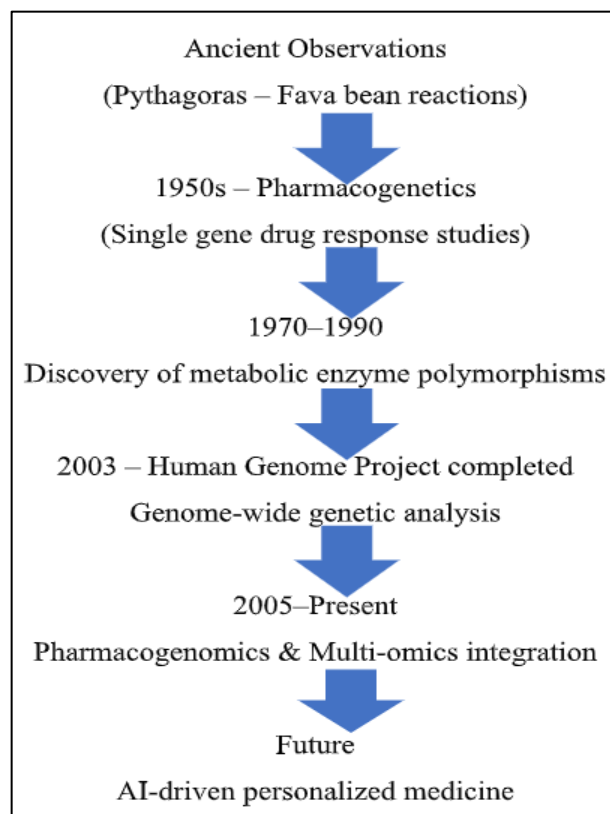 Ancient Observations
(Pythagoras – Fava bean reactions)
1950s – Pharmacogenetics
(Single gene drug response studies)
1970–1990
Discovery of metabolic enzyme polymorphisms
2003 – Human Genome Project completed
Genome-wide genetic analysis
2005–Present
Pharmacogenomics & Multi-omics integration
Future
AI-driven personalized medicine